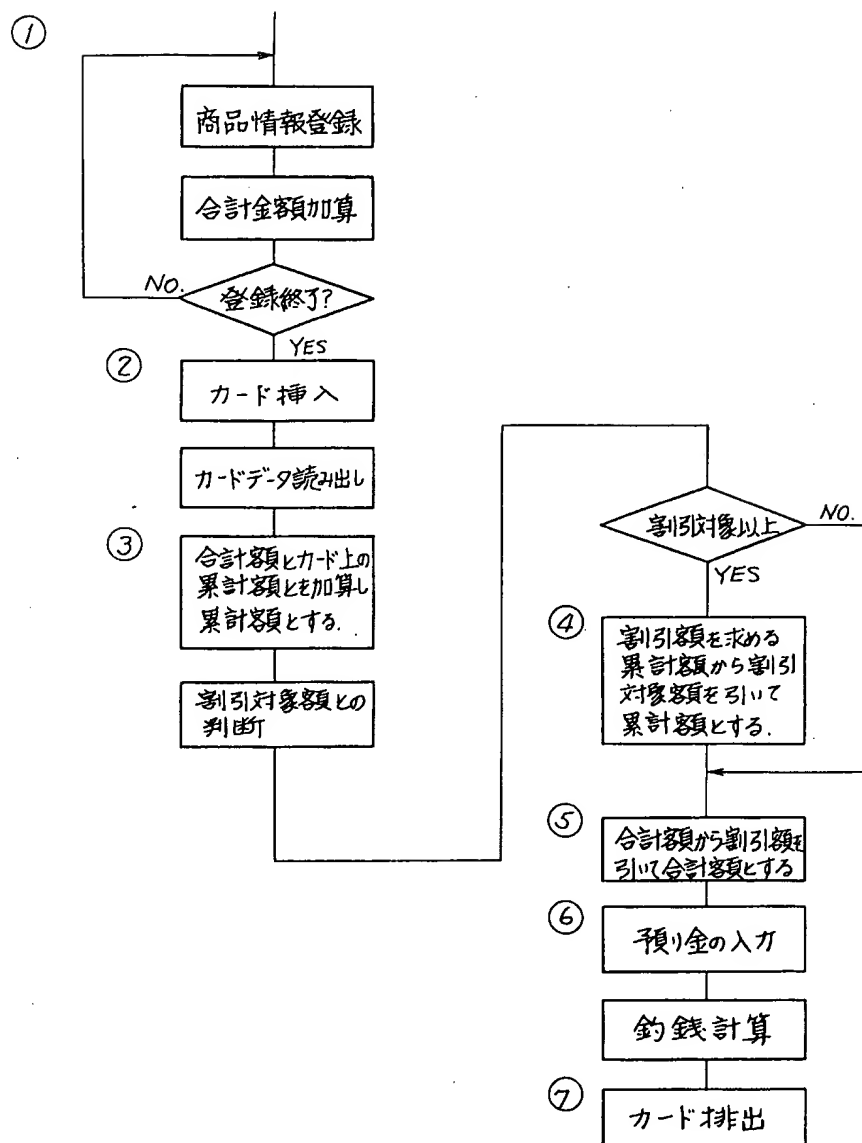 ①
商品情報登録
合計金額加算
登録終了?
NO.
YES
②
カード挿入
カードデータ読み出し
③
合計額とカード上の
累計額とを加算し
累計額とする.
割引対象額との
判断
割引対象以上
NO.
YES
④
割引額を求める
累計額から割引
対象額を引いて
累計額とする.
⑤
合計額から割引額を
引いて合計額とする
⑥
預り金の入力
釣銭計算
⑦
カード排出